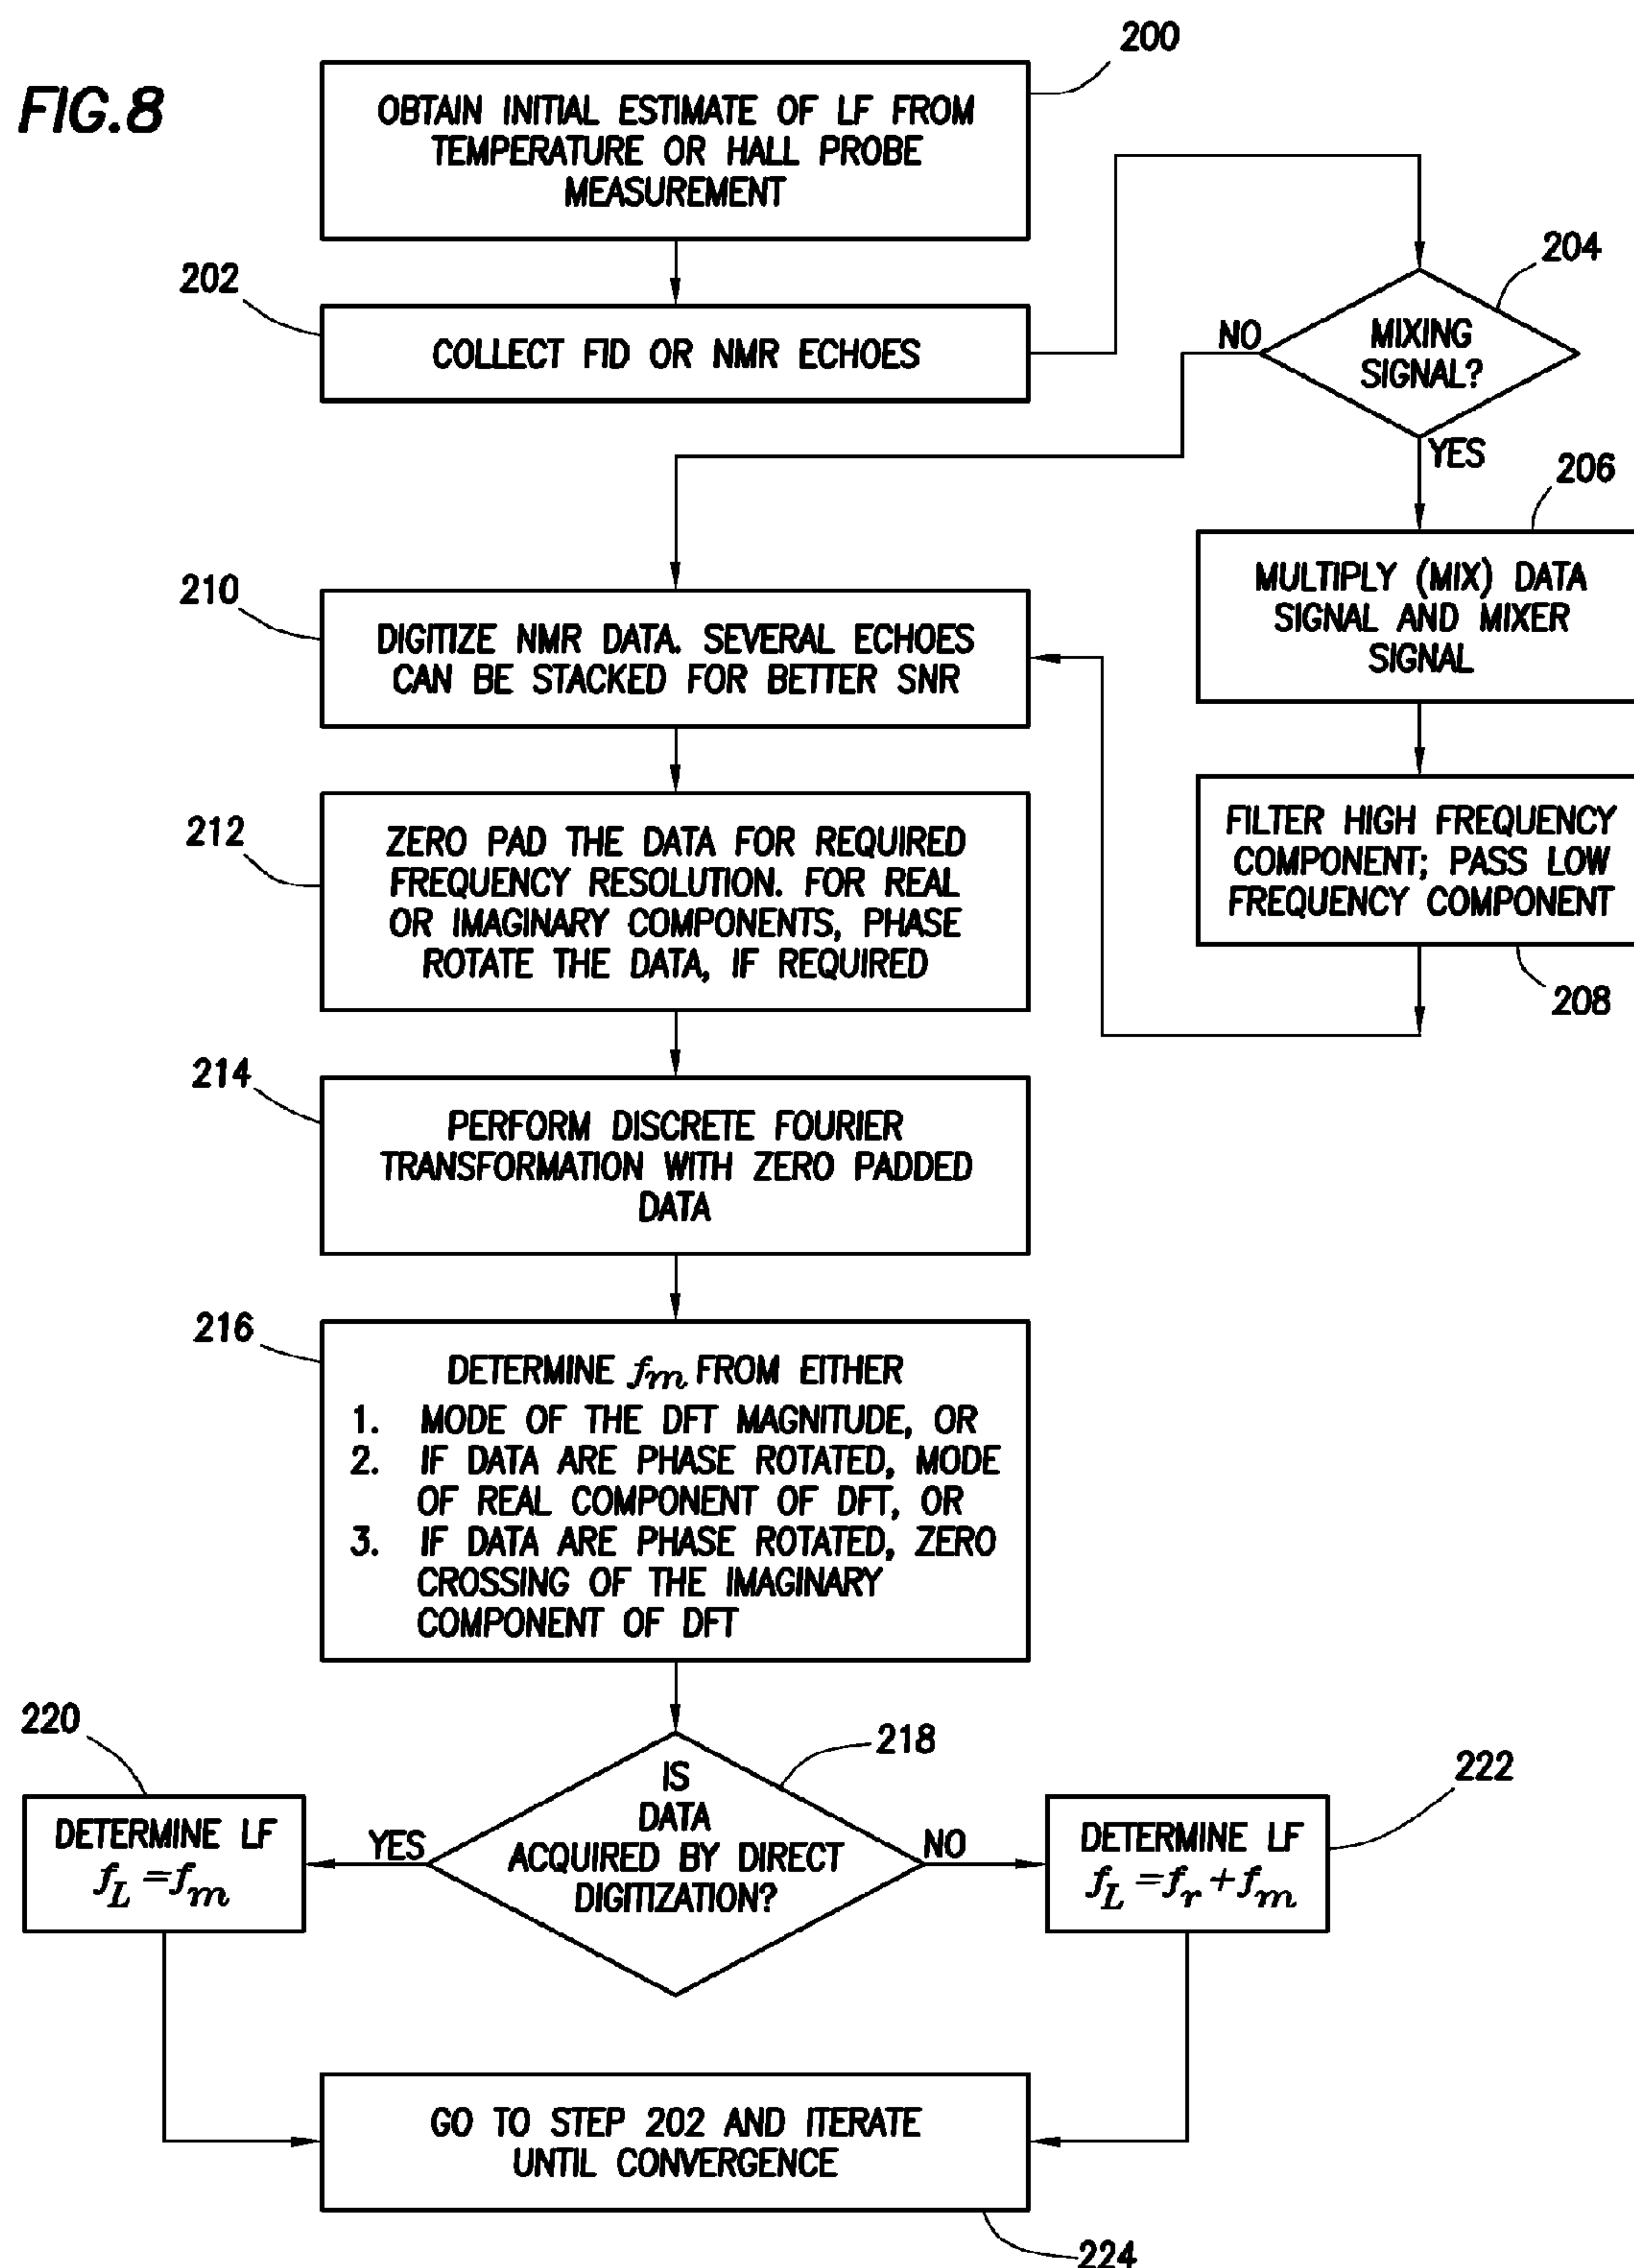 FIG.8
200
OBTAIN INITIAL ESTIMATE OF LF FROM
TEMPERATURE OR HALL PROBE
MEASUREMENT
202
COLLECT FID OR NMR ECHOES
204
MIXING
SIGNAL?
NO
YES
206
MULTIPLY (MIX) DATA
SIGNAL AND MIXER
SIGNAL
FILTER HIGH FREQUENCY
COMPONENT; PASS LOW
FREQUENCY COMPONENT
208
210
DIGITIZE NMR DATA. SEVERAL ECHOES
CAN BE STACKED FOR BETTER SNR
212
ZERO PAD THE DATA FOR REQUIRED
FREQUENCY RESOLUTION. FOR REAL
OR IMAGINARY COMPONENTS, PHASE
ROTATE THE DATA, IF REQUIRED
214
PERFORM DISCRETE FOURIER
TRANSFORMATION WITH ZERO PADDED
DATA
216
DETERMINE fm FROM EITHER
1. MODE OF THE DFT MAGNITUDE, OR
2. IF DATA ARE PHASE ROTATED, MODE
OF REAL COMPONENT OF DFT, OR
3. IF DATA ARE PHASE ROTATED, ZERO
CROSSING OF THE IMAGINARY
COMPONENT OF DFT
218
IS
DATA
ACQUIRED BY DIRECT
DIGITIZATION?
YES
NO
220
DETERMINE LF
fL =fm
222
DETERMINE LF
fL =fr +fm
GO TO STEP 202 AND ITERATE
UNTIL CONVERGENCE
224